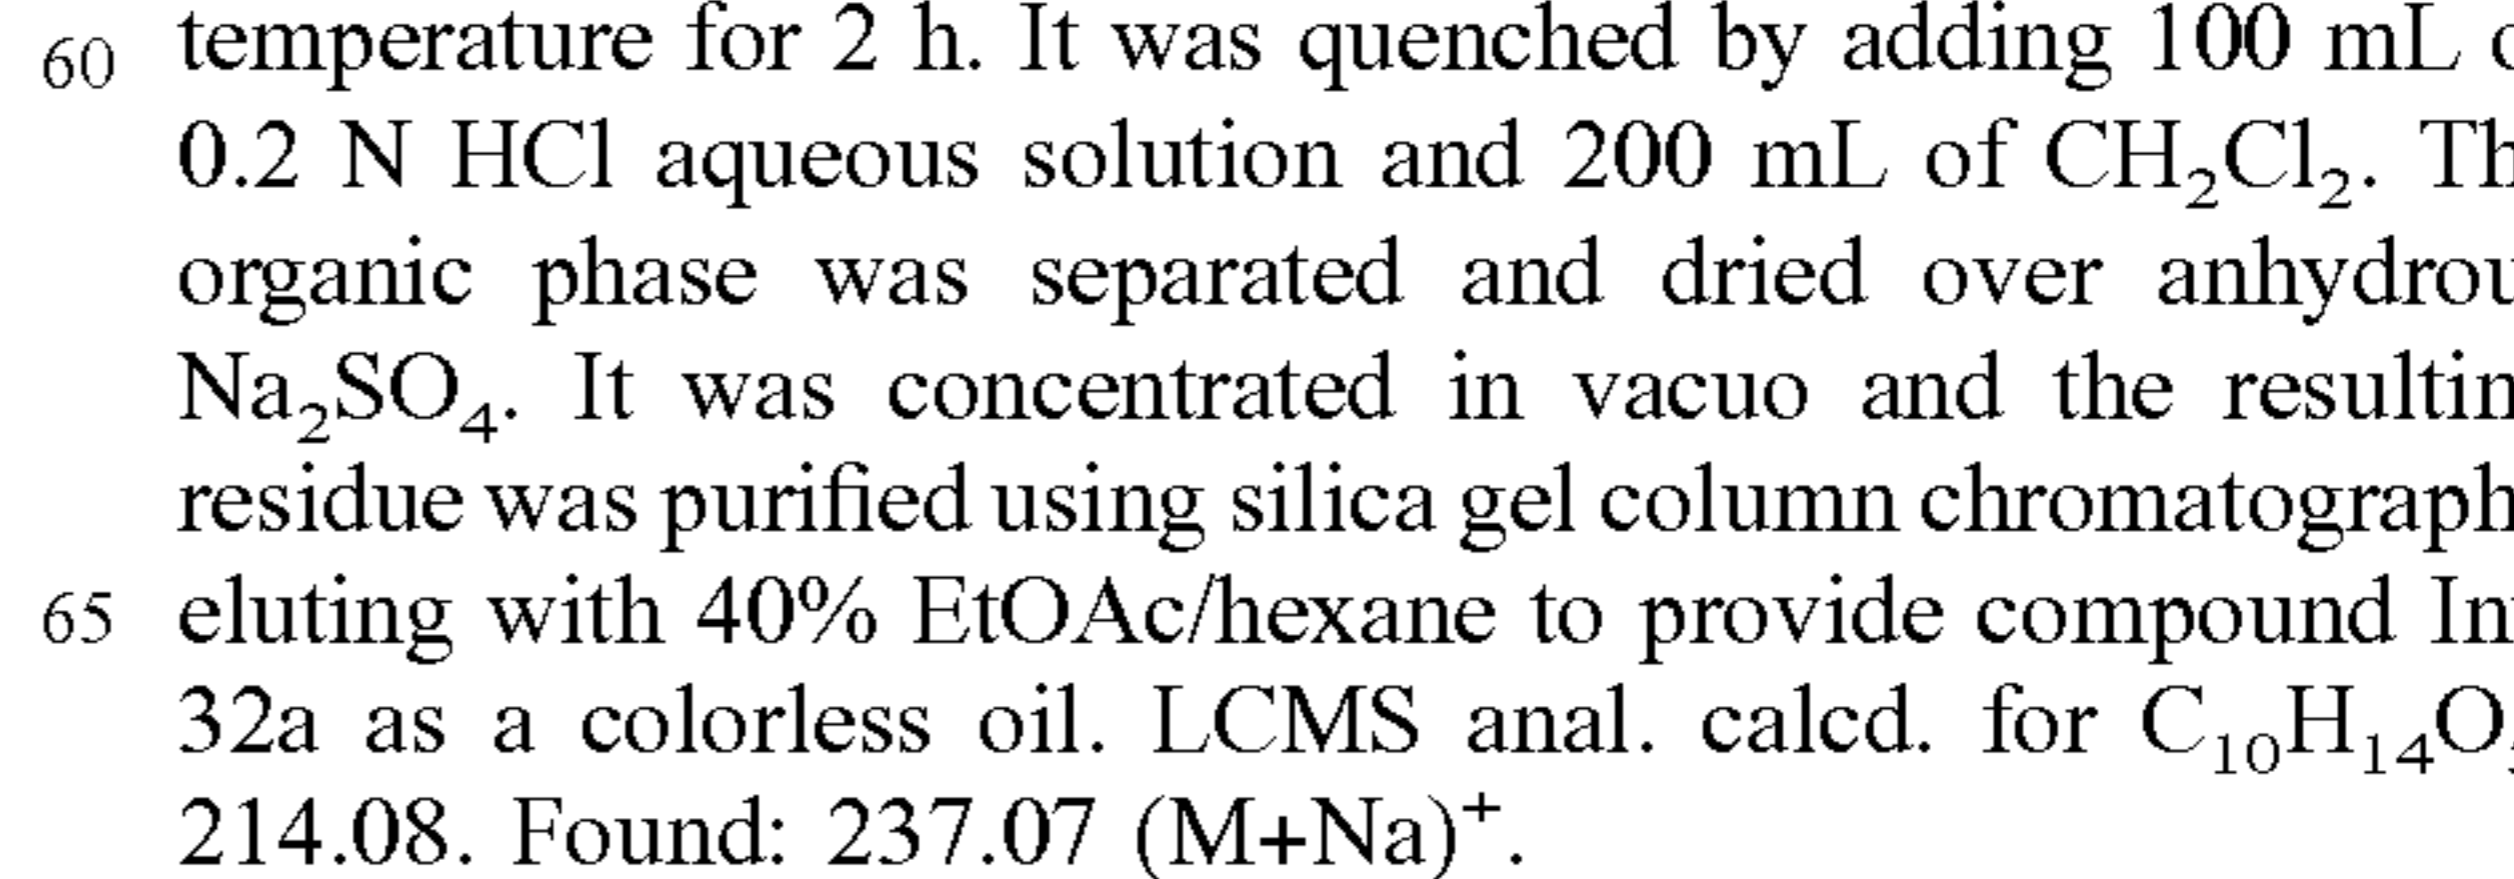 60 temperature for 2 h. It was quenched by adding 100 mL
0.2 N HCl aqueous solution and 200 mL of CH₂Cl₂. Th
organic phase was separated and dried over anhydrou
Na₂SO₄. It was concentrated in vacuo and the resultin
residue was purified using silica gel column chromatograph
65 eluting with 40% EtOAc/hexane to provide compound In
32a as a colorless oil. LCMS anal. calcd. for C₁₀H₁₄O
214.08. Found: 237.07 (M+Na)⁺.